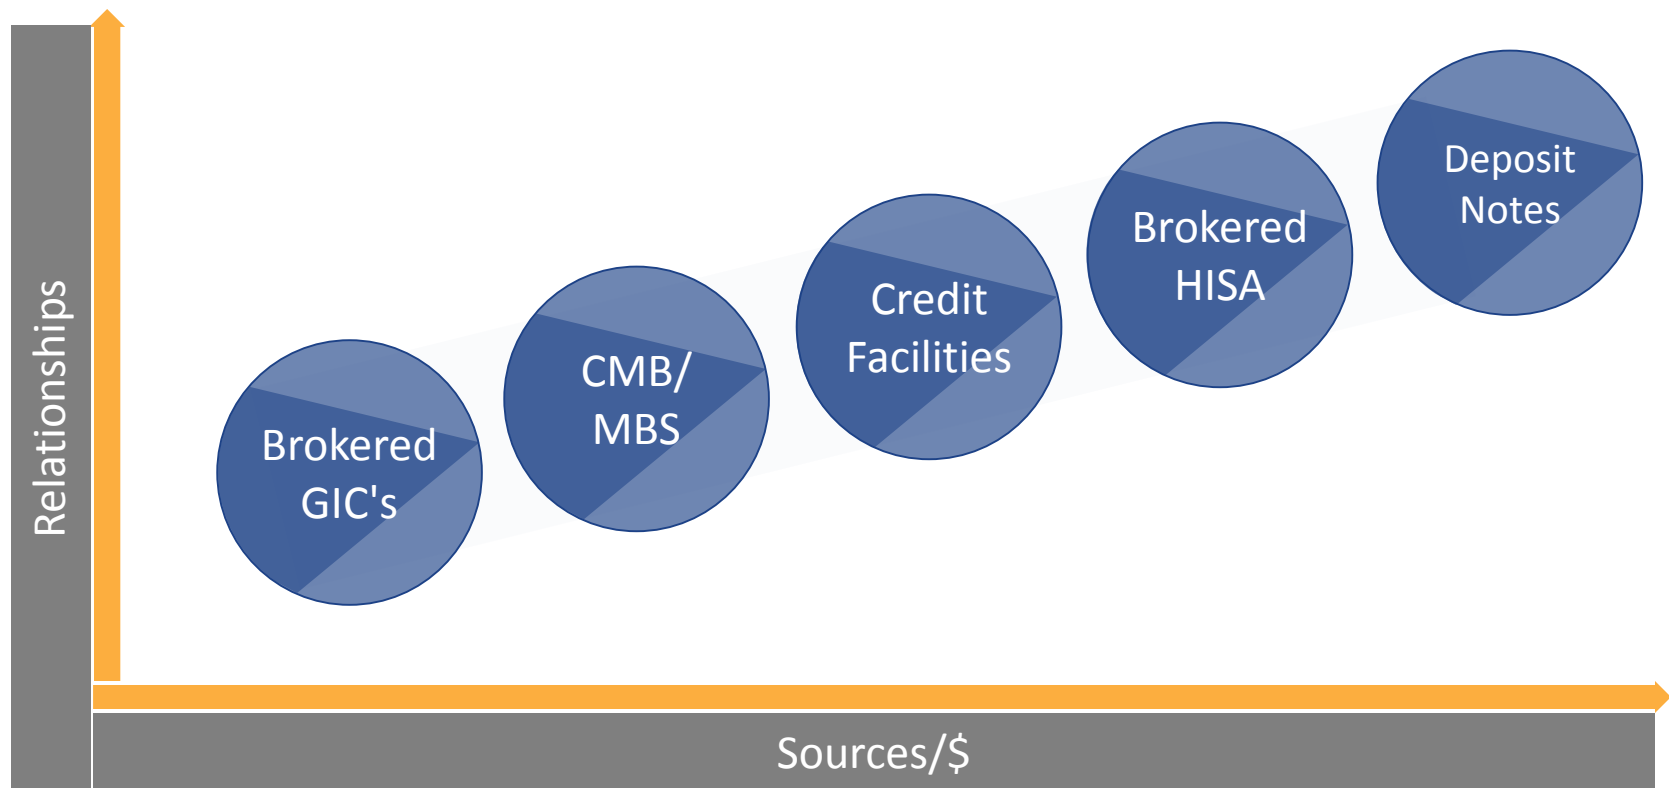 Relationships
Brokered
GIC's
CMB/
MBS
Credit
Facilities
Brokered
HISA
Deposit
Notes
Sources/$